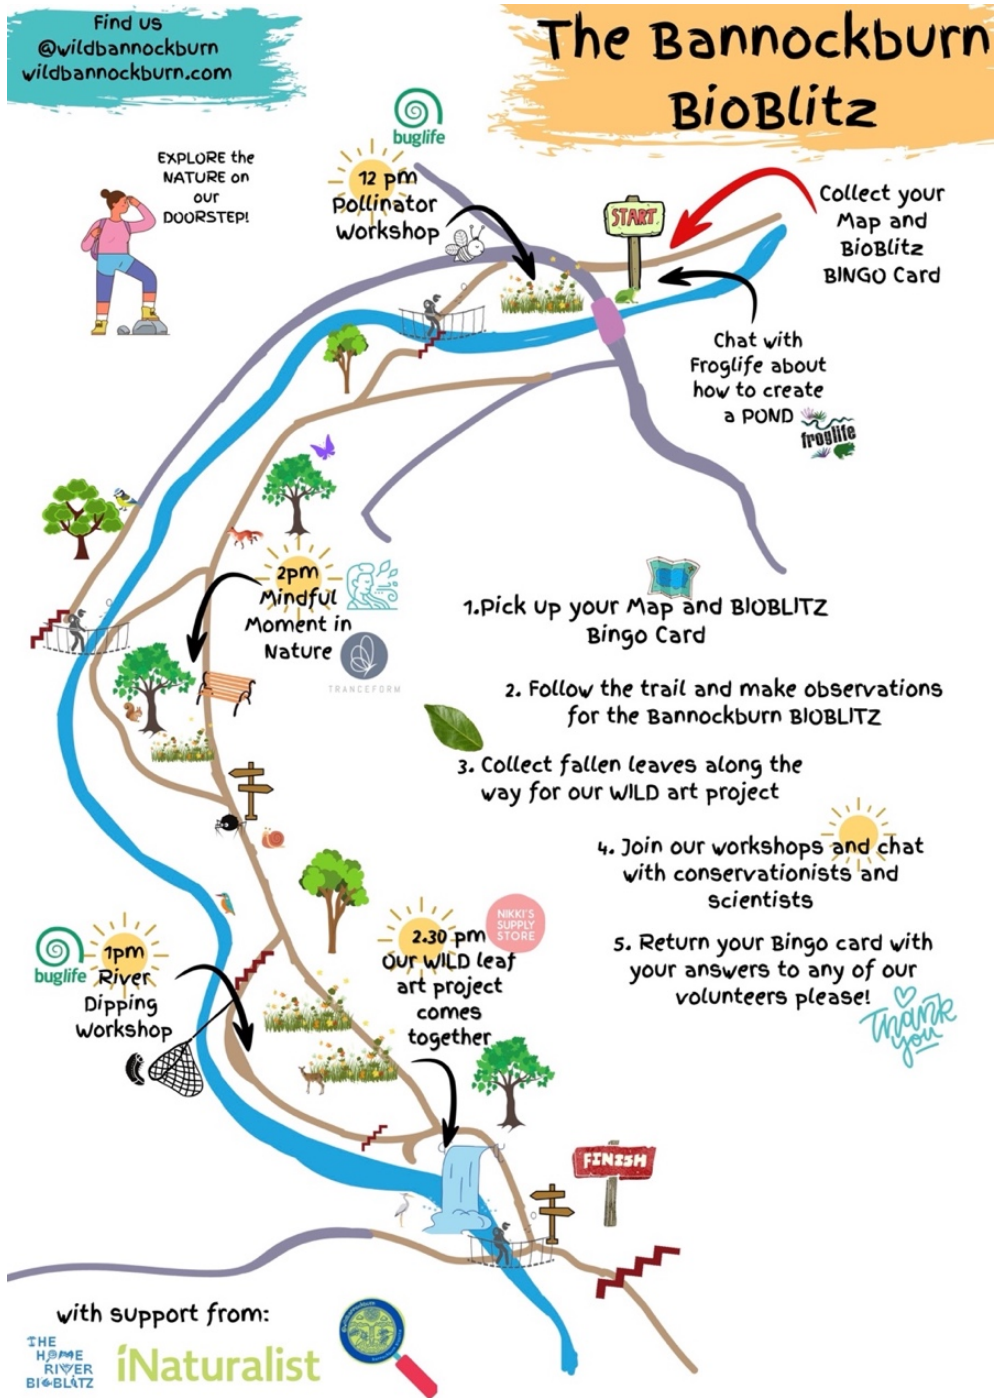 Find us
@wildbannockburn
wildbannockburn.com
The Bannockburn
BioBlitz
buglife
EXPLORE the
NATURE on
our
DOORSTEP!
12 pm
Pollinator
Workshop
START
Collect your
Map and
BioBlitz
BINGO Card
Chat with
Froglife about
how to create
a POND
froglife
2pm
Mindful
Moment in
Nature
TRANCEFORM
1.Pick up your Map and BIOBLITZ
Bingo Card
2. Follow the trail and make observations
for the Bannockburn BIOBLITZ
3. Collect fallen leaves along the
way for our WILD art project
4. Join our workshops and chat
with conservationists and
scientists
5. Return your Bingo card with
your answers to any of our
volunteers please!
Thank
you
buglife
1pm
River
Dipping
Workshop
NIKKI'S
SUPPLY
STORE
2.30 pm
Our WILD leaf
art project
comes
together
FINISH
with support from:
THE
HOME
RIVER
BIOBLITZ
iNaturalist